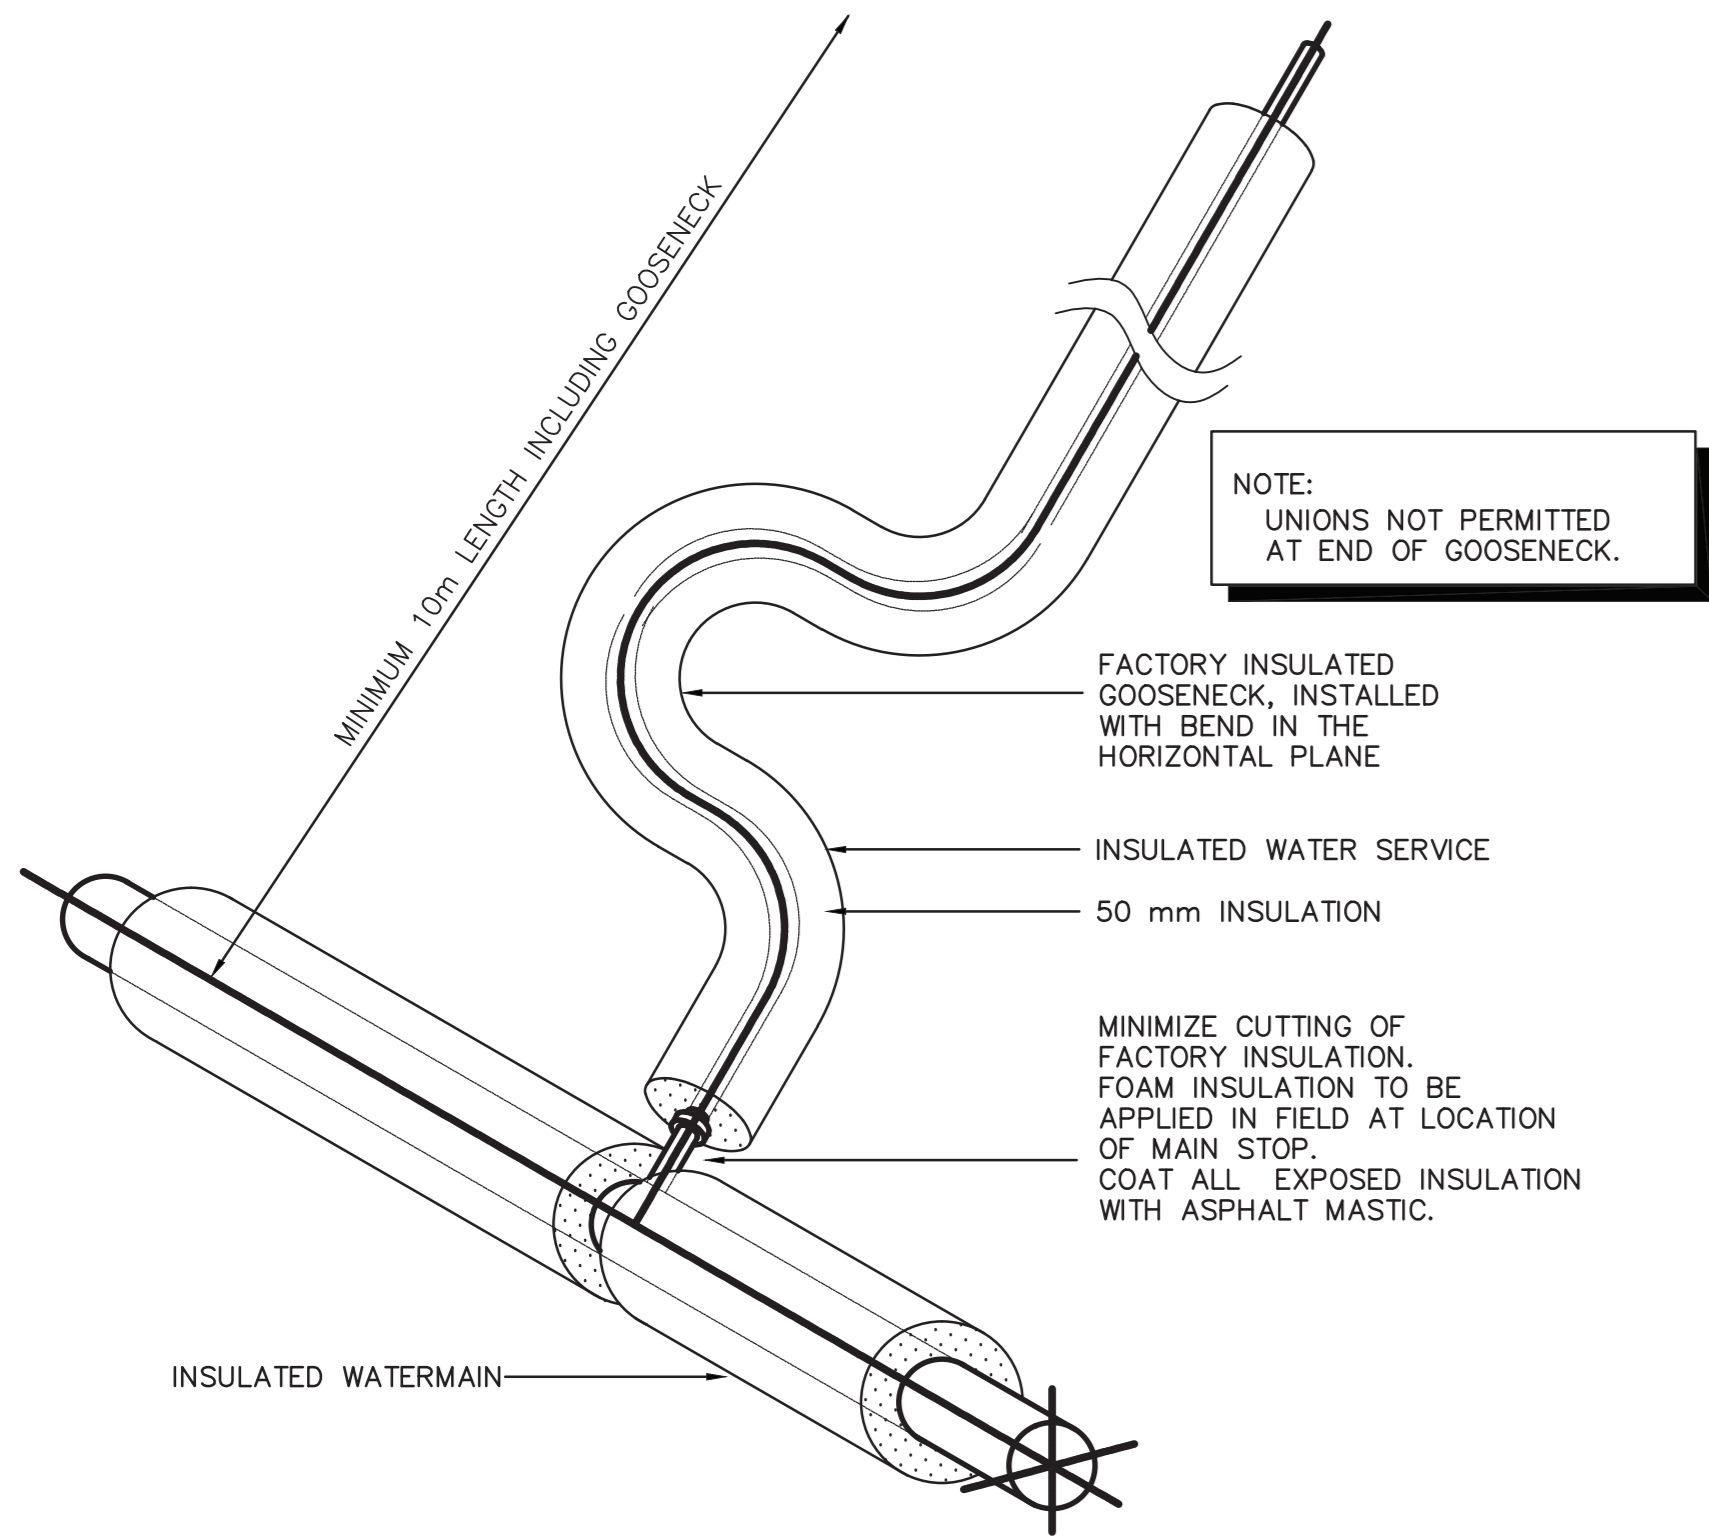 MINIMUM 10m LENGTH INCLUDING GOOSENECK
NOTE:
UNIONS NOT PERMITTED
AT END OF GOOSENECK.
FACTORY INSULATED
GOOSENECK, INSTALLED
WITH BEND IN THE
HORIZONTAL PLANE
INSULATED WATER SERVICE
50 mm INSULATION
MINIMIZE CUTTING OF
FACTORY INSULATION.
FOAM INSULATION TO BE
APPLIED IN FIELD AT LOCATION
OF MAIN STOP.
COAT ALL EXPOSED INSULATION
WITH ASPHALT MASTIC.
INSULATED WATERMAIN